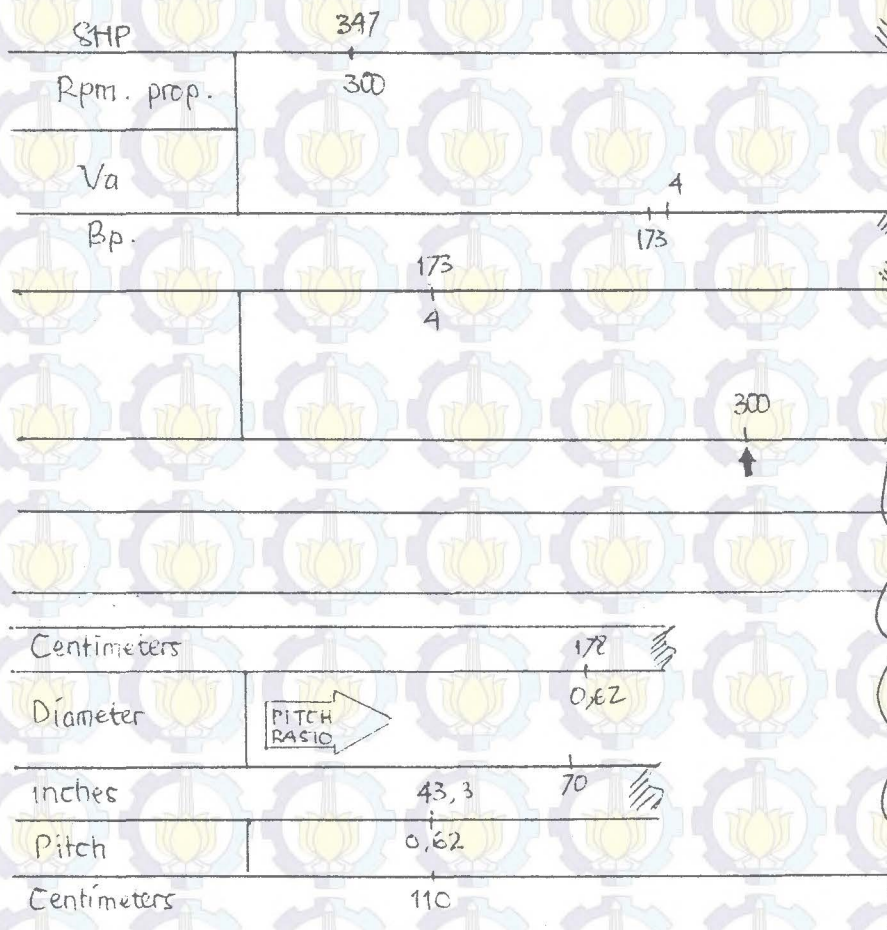 SHP 347
Rpm. prop. 300
Va 4
Bp. 173
173
4
300
Centimeters 178
Diameter PITCH RASIO 0,62
inches 43,3 70
Pitch 0,62
Centimeters 110